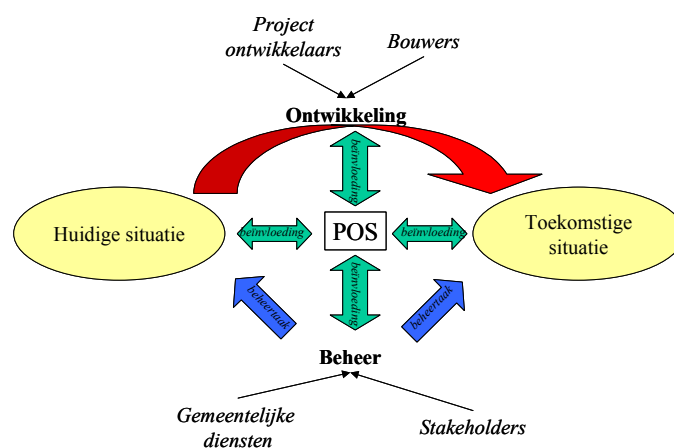 Project
ontwikkelaars
Bouwers
Ontwikkeling
beïnvloeding
Huidige situatie
beïnvloeding
POS
beïnvloeding
Toekomstige
situatie
beheertaak
beïnvloeding
beheertaak
Beheer
Gemeentelijke
diensten
Stakeholders